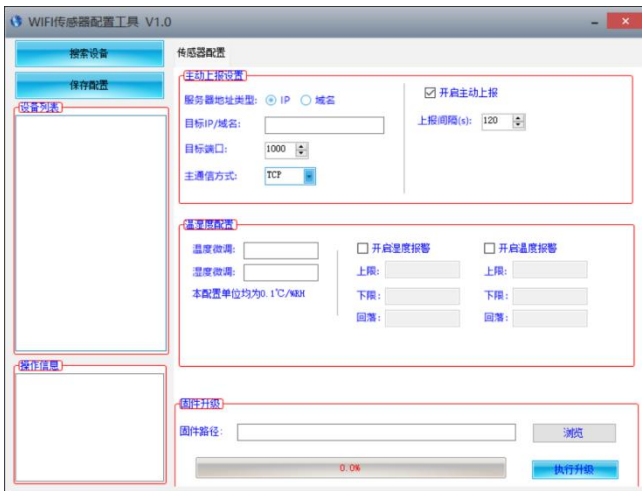 WIFI传感器配置工具 V1.0
搜索设备
保存配置
设备列表
操作信息
传感器配置
主动上报设置
服务器地址类型: IP 域名
目标IP/域名:
目标端口: 1000
主通信方式: TCP
开启主动上报
上报间隔(s): 120
温湿度配置
温度微调:
湿度微调:
本配置单位均为0.1℃/%RH
开启湿度报警
上限:
下限:
回落:
开启温度报警
上限:
下限:
回落:
固件升级
固件路径:
浏览
0.0%
执行升级